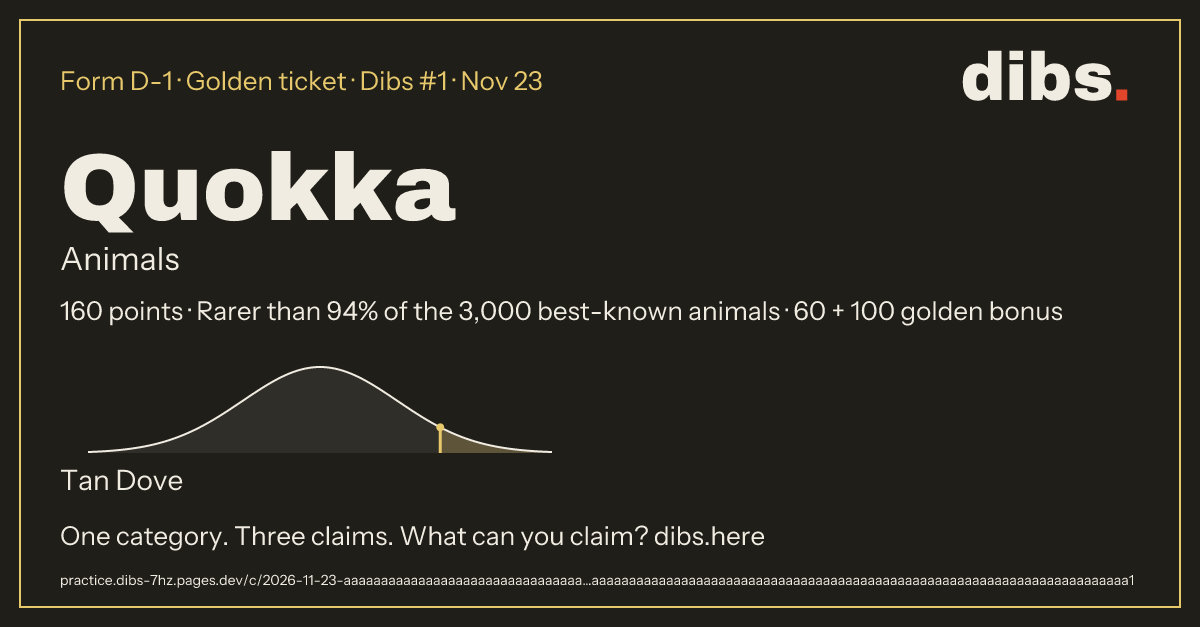 Form D-1 · Golden ticket · Dibs #1 · Nov 23
dibs.
Quokka
Animals
160 points · Rarer than 94% of the 3,000 best-known animals · 60 + 100 golden bonus
Tan Dove
One category. Three claims. What can you claim? dibs.here
practice.dibs-7hz.pages.dev/c/2026-11-23-aaaaaaaaaaaaaaaaaaaaaaaaaaaaaaaa…aaaaaaaaaaaaaaaaaaaaaaaaaaaaaaaaaaaaaaaaaaaaaaaaaaaaaaaaaaaaaaaaaaaaaaaa1